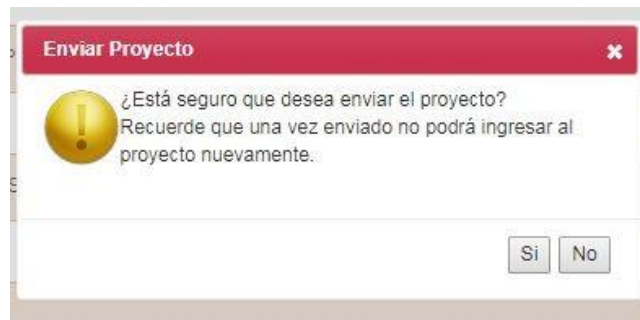 Enviar Proyecto
¿Está seguro que desea enviar el proyecto?
Recuerde que una vez enviado no podrá ingresar al
proyecto nuevamente.
Si No